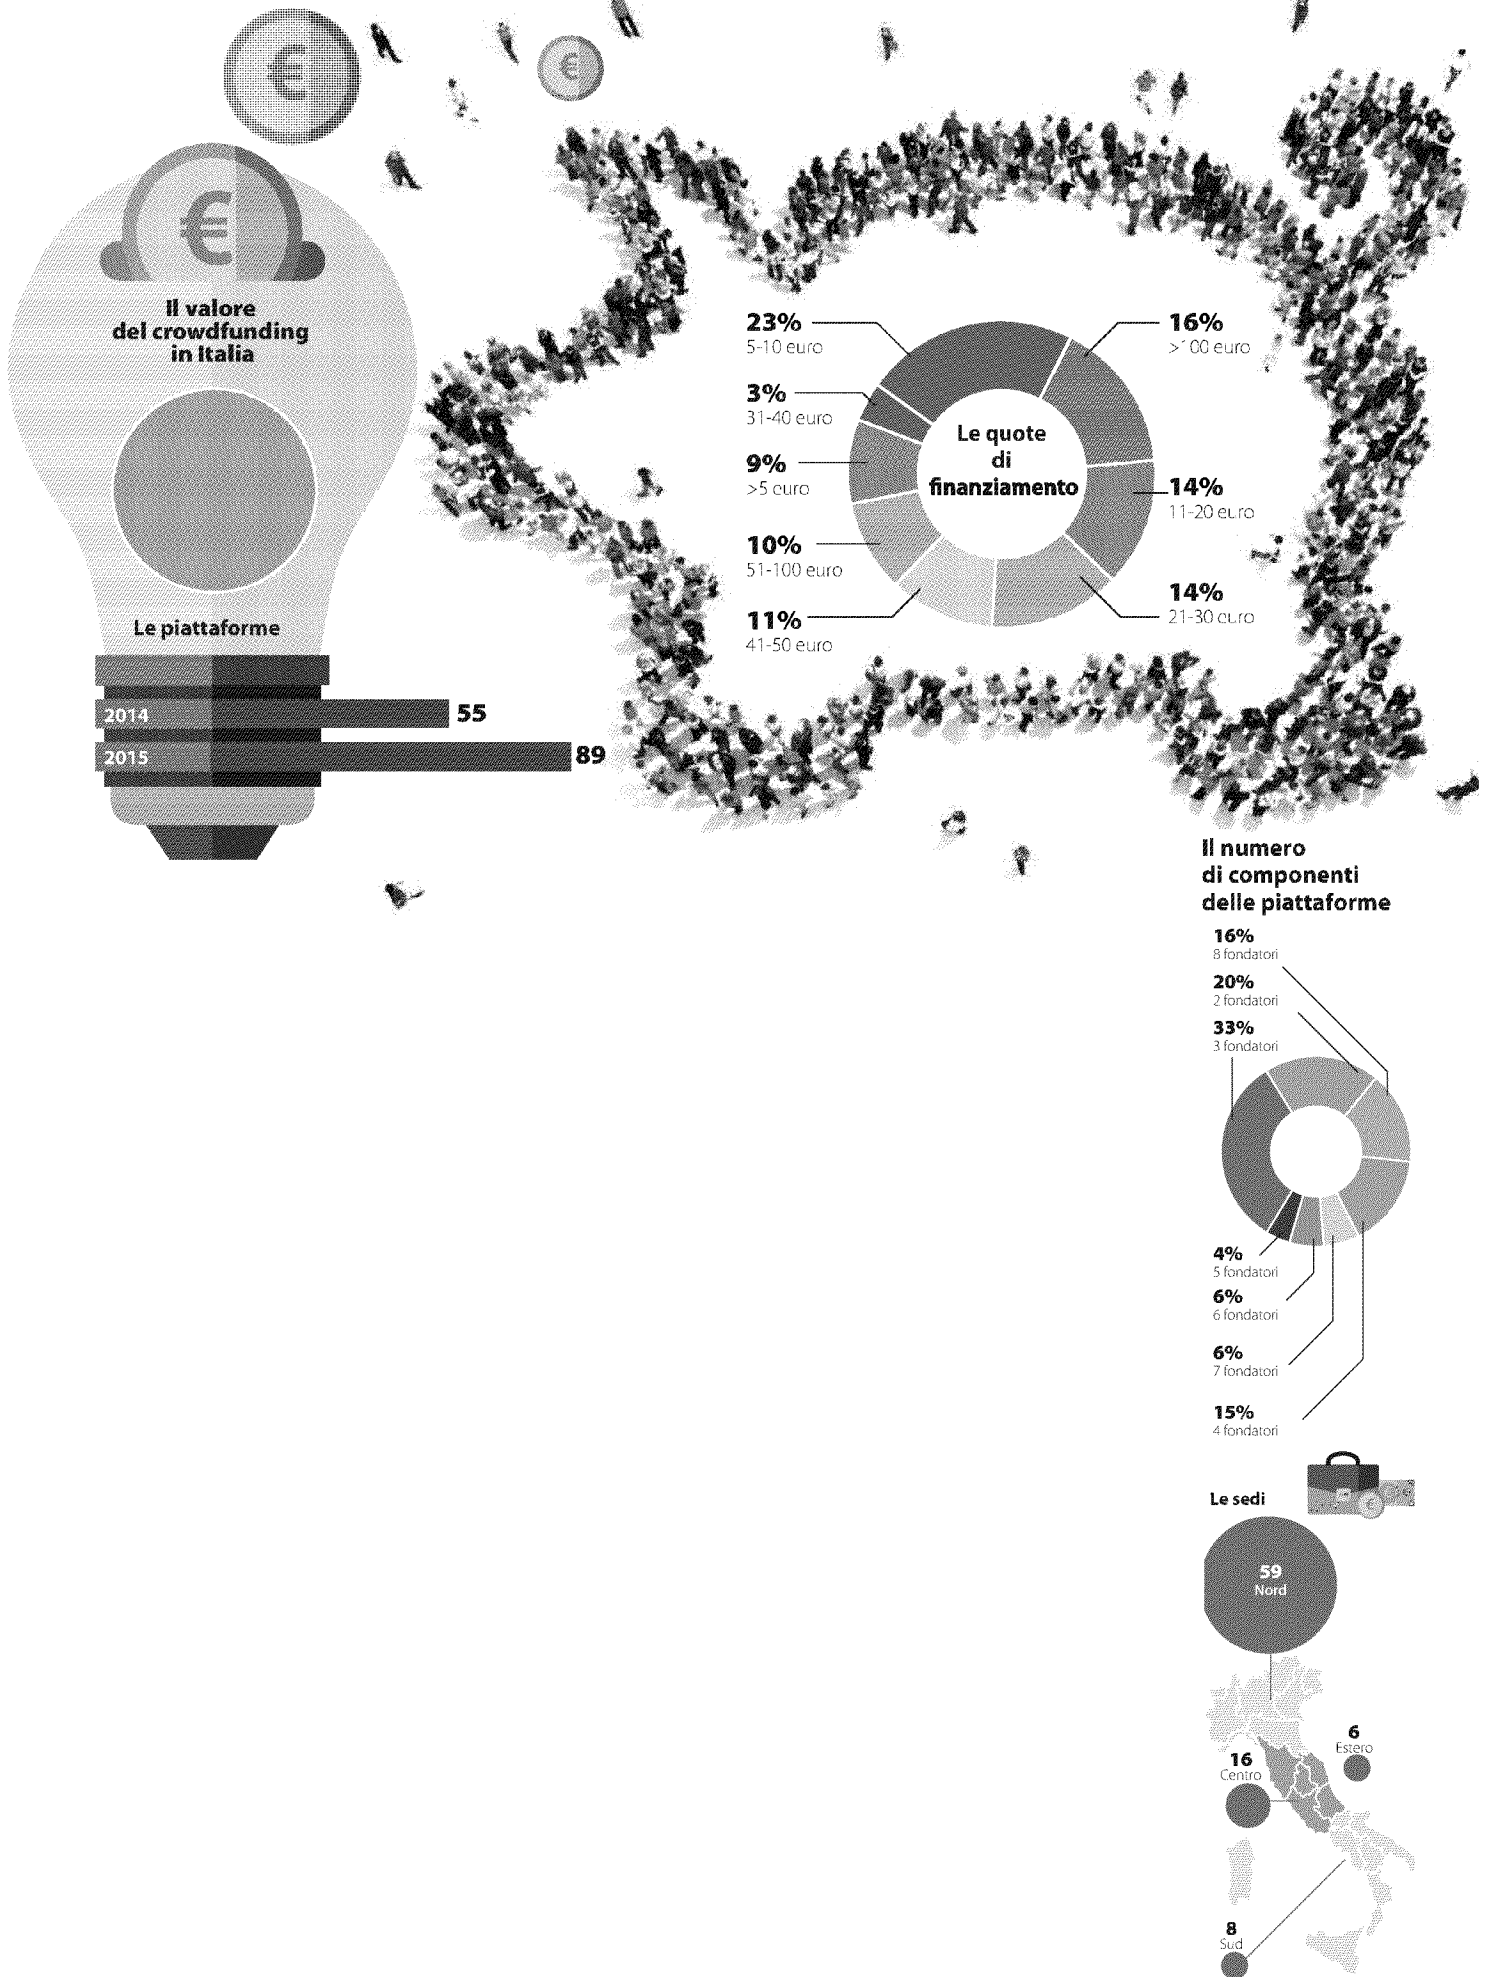 €
€
€
Il valore
del crowdfunding
in Italia
Le piattaforme
2014 55
2015 89
Le quote
di
finanziamento
23%
5-10 euro
3%
31-40 euro
9%
>5 euro
10%
51-100 euro
11%
41-50 euro
16%
>100 euro
14%
11-20 euro
14%
21-30 euro
Il numero
di componenti
delle piattaforme
16%
8 fondatori
20%
2 fondatori
33%
3 fondatori
4%
5 fondatori
6%
6 fondatori
6%
7 fondatori
15%
4 fondatori
Le sedi
€
59
Nord
6
Estero
16
Centro
8
Sud